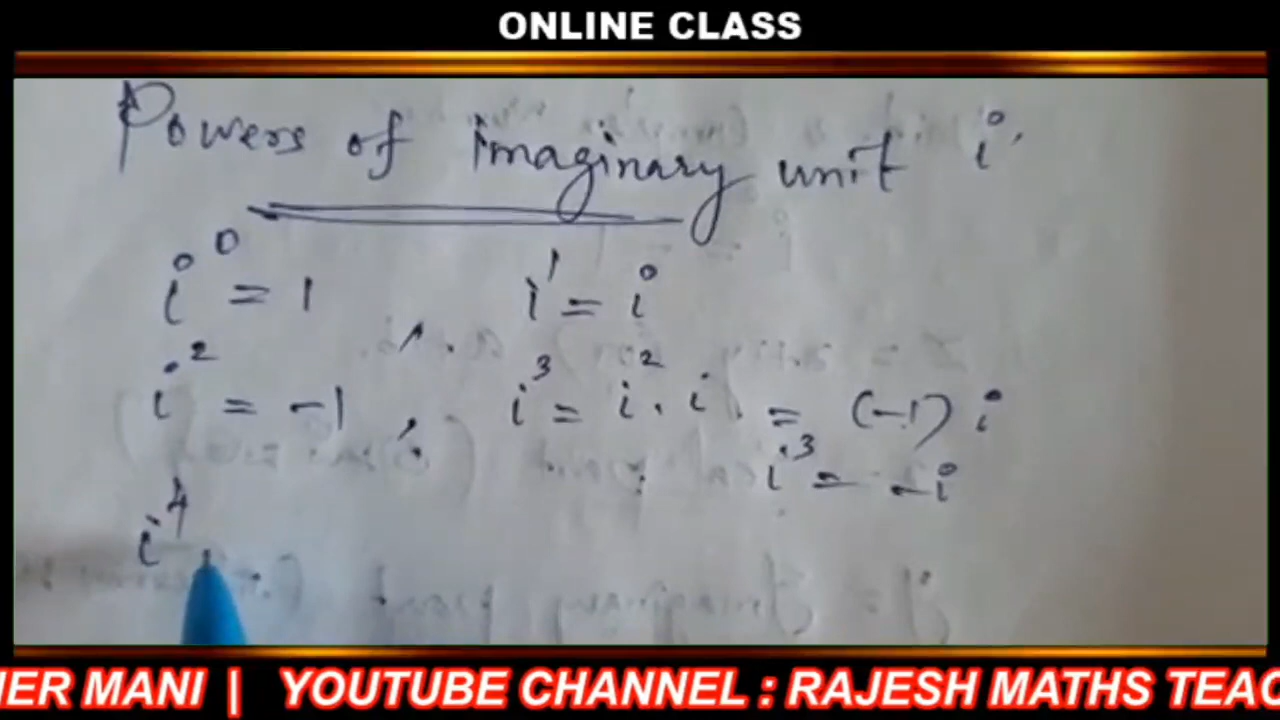 ONLINE CLASS
Powers of imaginary unit i.
i⁰ = 1 , i¹ = i
i² = -1 , i³ = i² . i = (-1) i
i³ = -i
i⁴
HER MANI | YOUTUBE CHANNEL : RAJESH MATHS TEAC